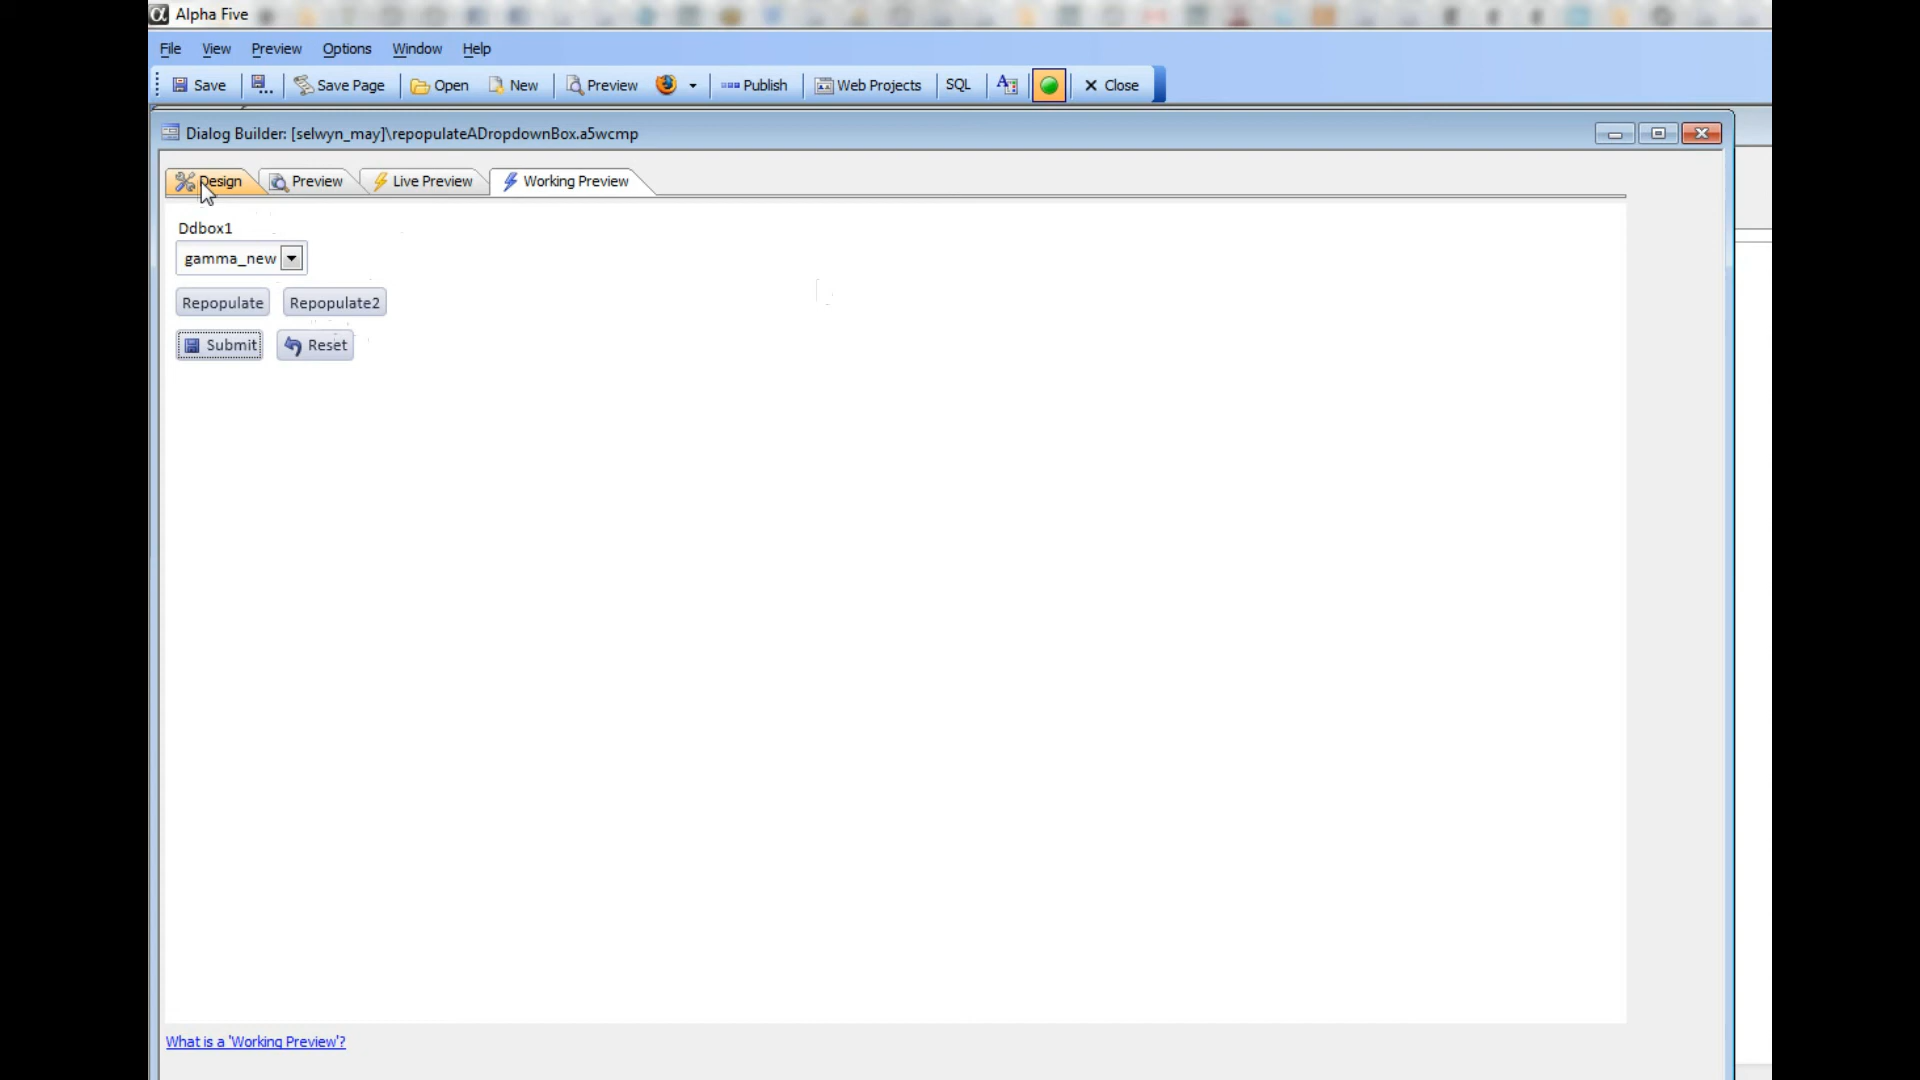 Alpha Five
File View Preview Options Window Help
Save Save Page Open New Preview Publish Web Projects SQL Close
Dialog Builder: [selwyn_may]\repopulateADropdownBox.a5wcmp
Design Preview Live Preview Working Preview
Ddbox1
gamma_new
Repopulate Repopulate2
Submit Reset
What is a 'Working Preview'?